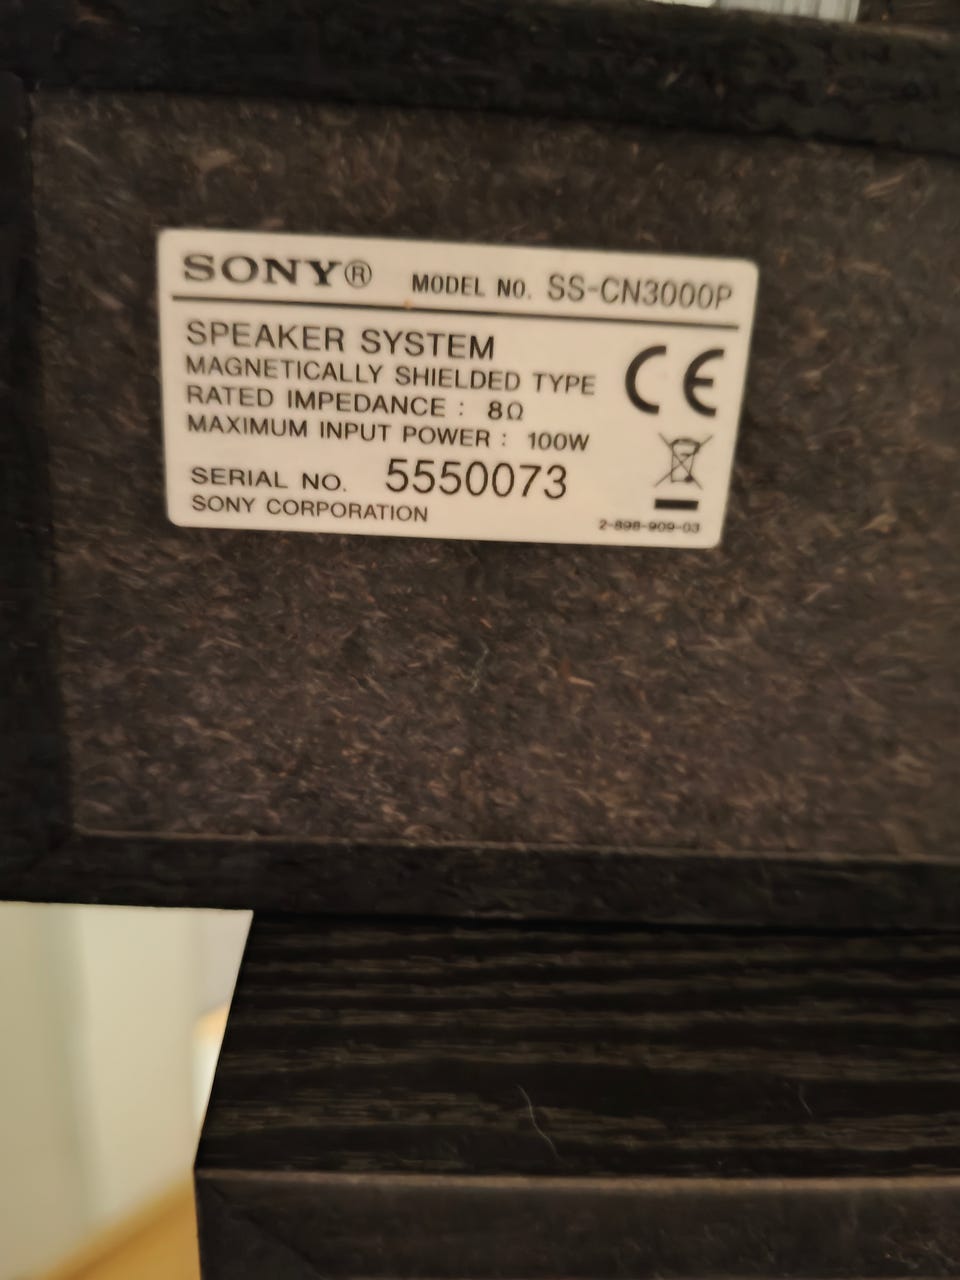 SONY® MODEL NO. SS-CN3000P
SPEAKER SYSTEM
MAGNETICALLY SHIELDED TYPE
RATED IMPEDANCE : 8Ω
MAXIMUM INPUT POWER : 100W
CE
SERIAL NO. 5550073
SONY CORPORATION
2-898-909-03